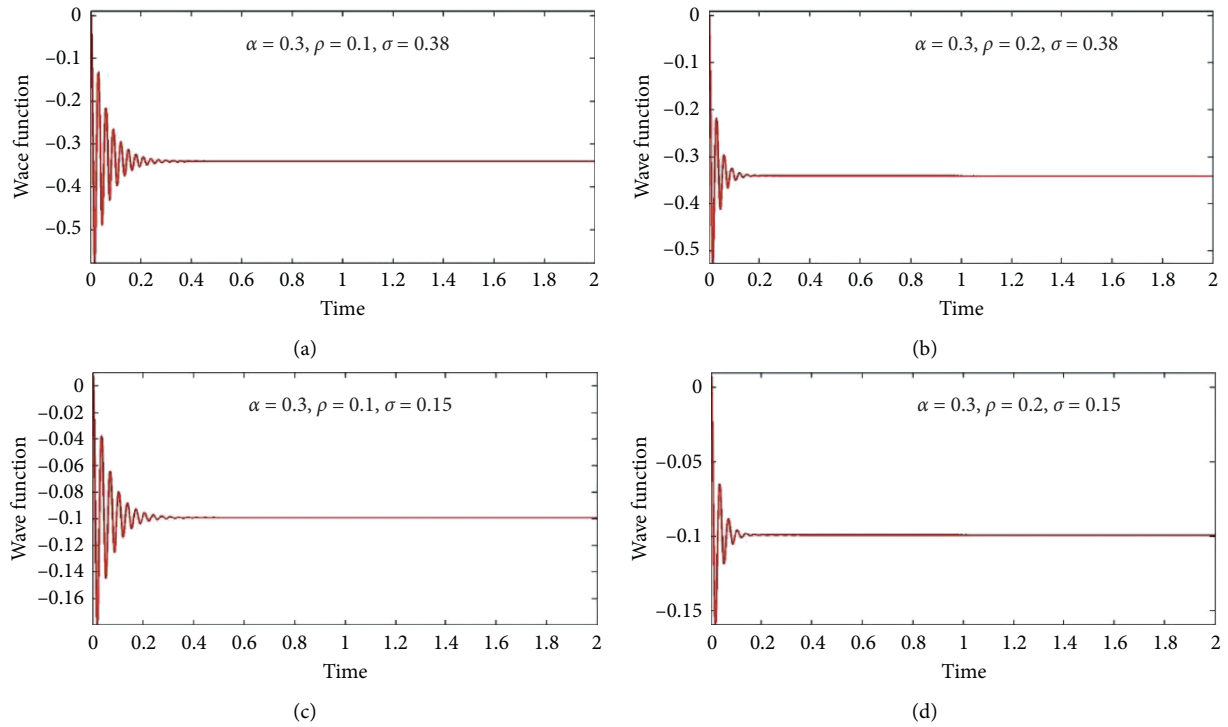 α = 0.3, ρ = 0.1, σ = 0.38
Wace function
0
−0.1
−0.2
−0.3
−0.4
−0.5
0 0.2 0.4 0.6 0.8 1 1.2 1.4 1.6 1.8 2
Time
(a)
α = 0.3, ρ = 0.2, σ = 0.38
Wave function
0
−0.1
−0.2
−0.3
−0.4
−0.5
0 0.2 0.4 0.6 0.8 1 1.2 1.4 1.6 1.8 2
Time
(b)
α = 0.3, ρ = 0.1, σ = 0.15
Wave function
0
−0.02
−0.04
−0.06
−0.08
−0.1
−0.12
−0.14
−0.16
0 0.2 0.4 0.6 0.8 1 1.2 1.4 1.6 1.8 2
Time
(c)
α = 0.3, ρ = 0.2, σ = 0.15
Wave function
0
−0.05
−0.1
−0.15
0 0.2 0.4 0.6 0.8 1 1.2 1.4 1.6 1.8 2
Time
(d)